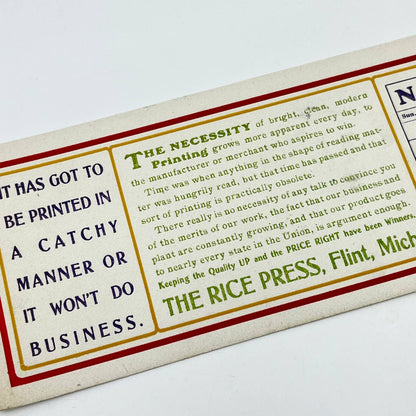 IT HAS GOT TO
BE PRINTED IN
A CATCHY
MANNER OR
IT WON'T DO
BUSINESS.
THE NECESSITY of bright, clean, modern
Printing grows more apparent every day, to
the manufacturer or merchant who aspires to win.
Time was when anything in the shape of reading mat-
ter was hungrily read, but that time has passed and that
sort of printing is practically obsolete.
There really is no necessity of any talk to convince you
of the merits of our work, the fact that our business and
plant are constantly growing, and that our product goes
to nearly every state in the Union, is argument enough.
Keeping the Quality UP and the PRICE RIGHT have been Winners
THE RICE PRESS, Flint, Mich
N
Sun.